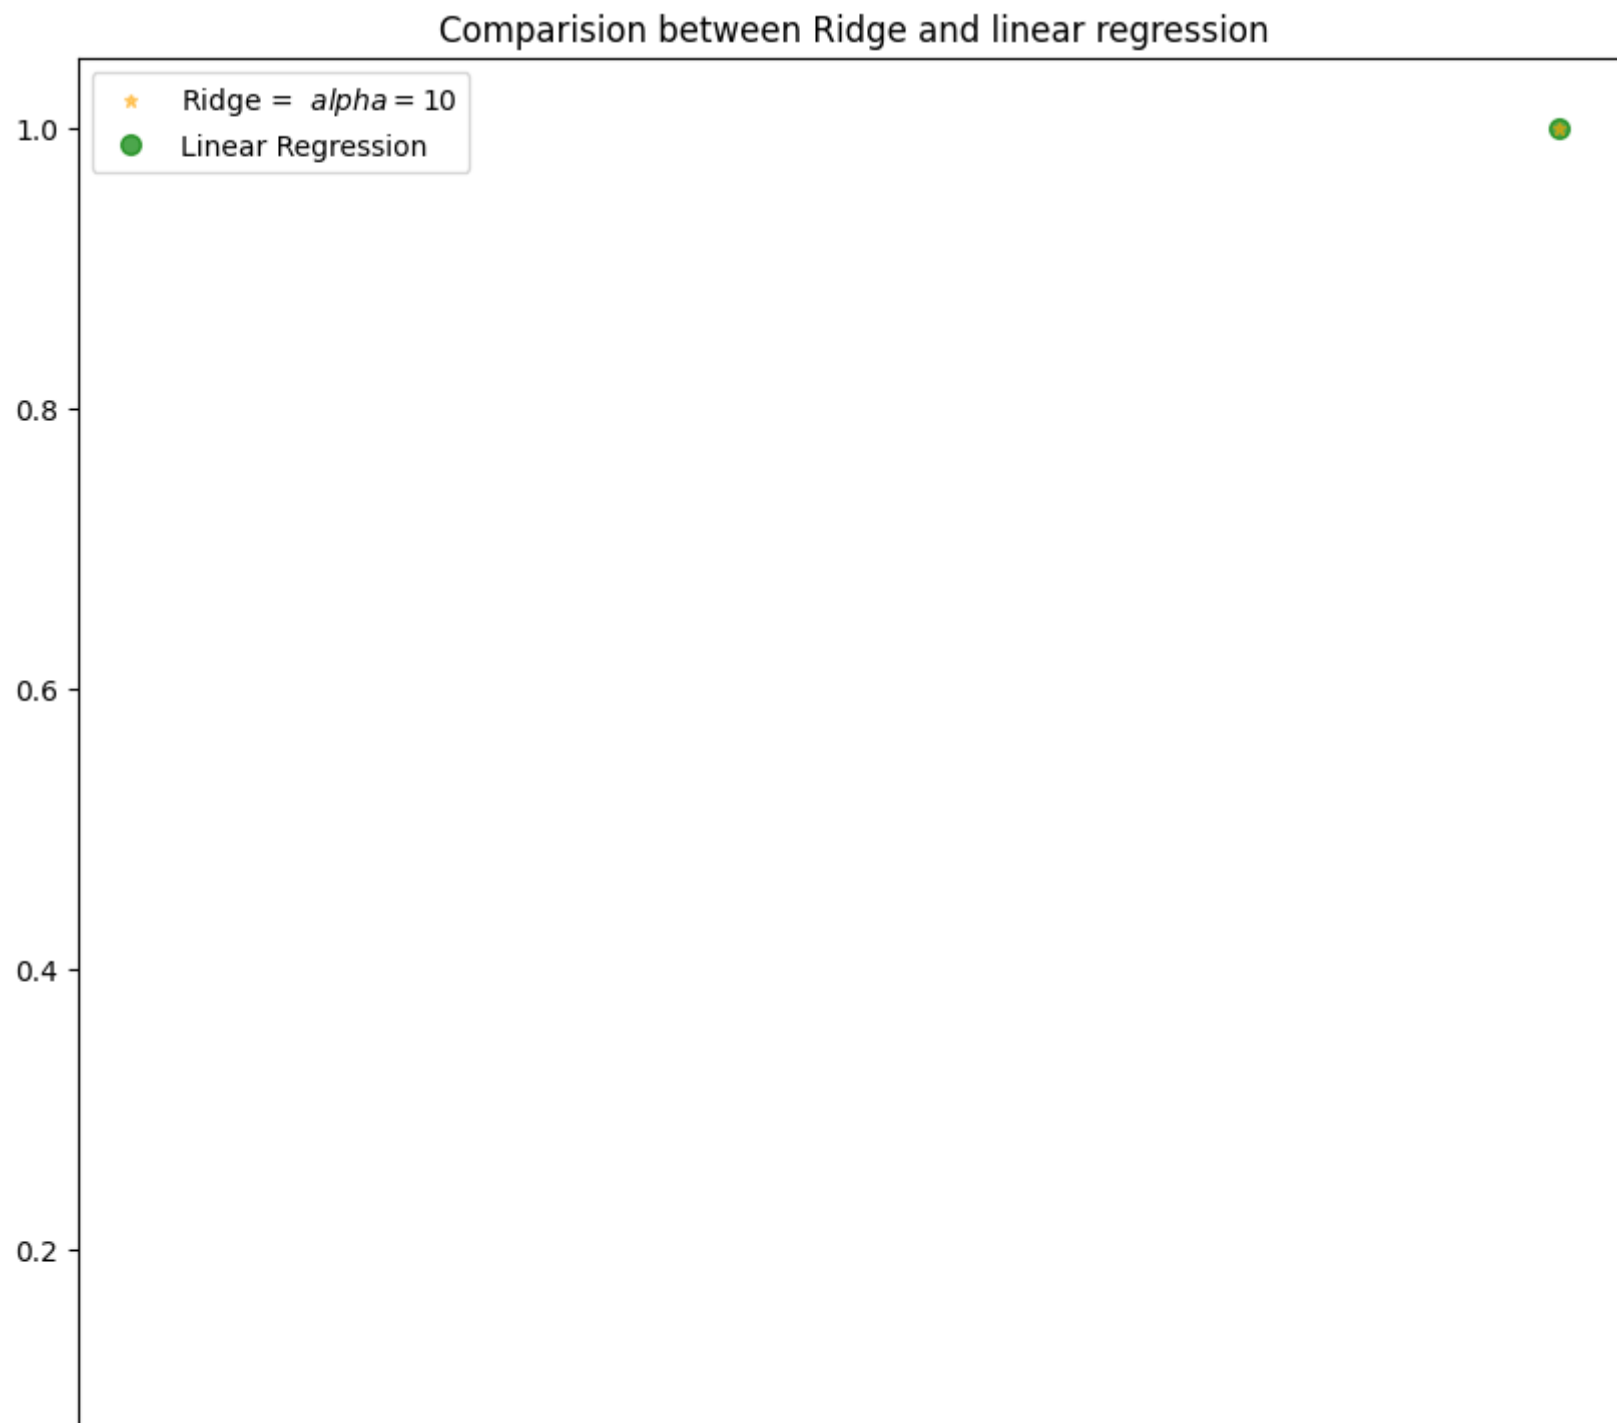 Comparision between Ridge and linear regression
Ridge = alpha = 10
Linear Regression
1.0
0.8
0.6
0.4
0.2